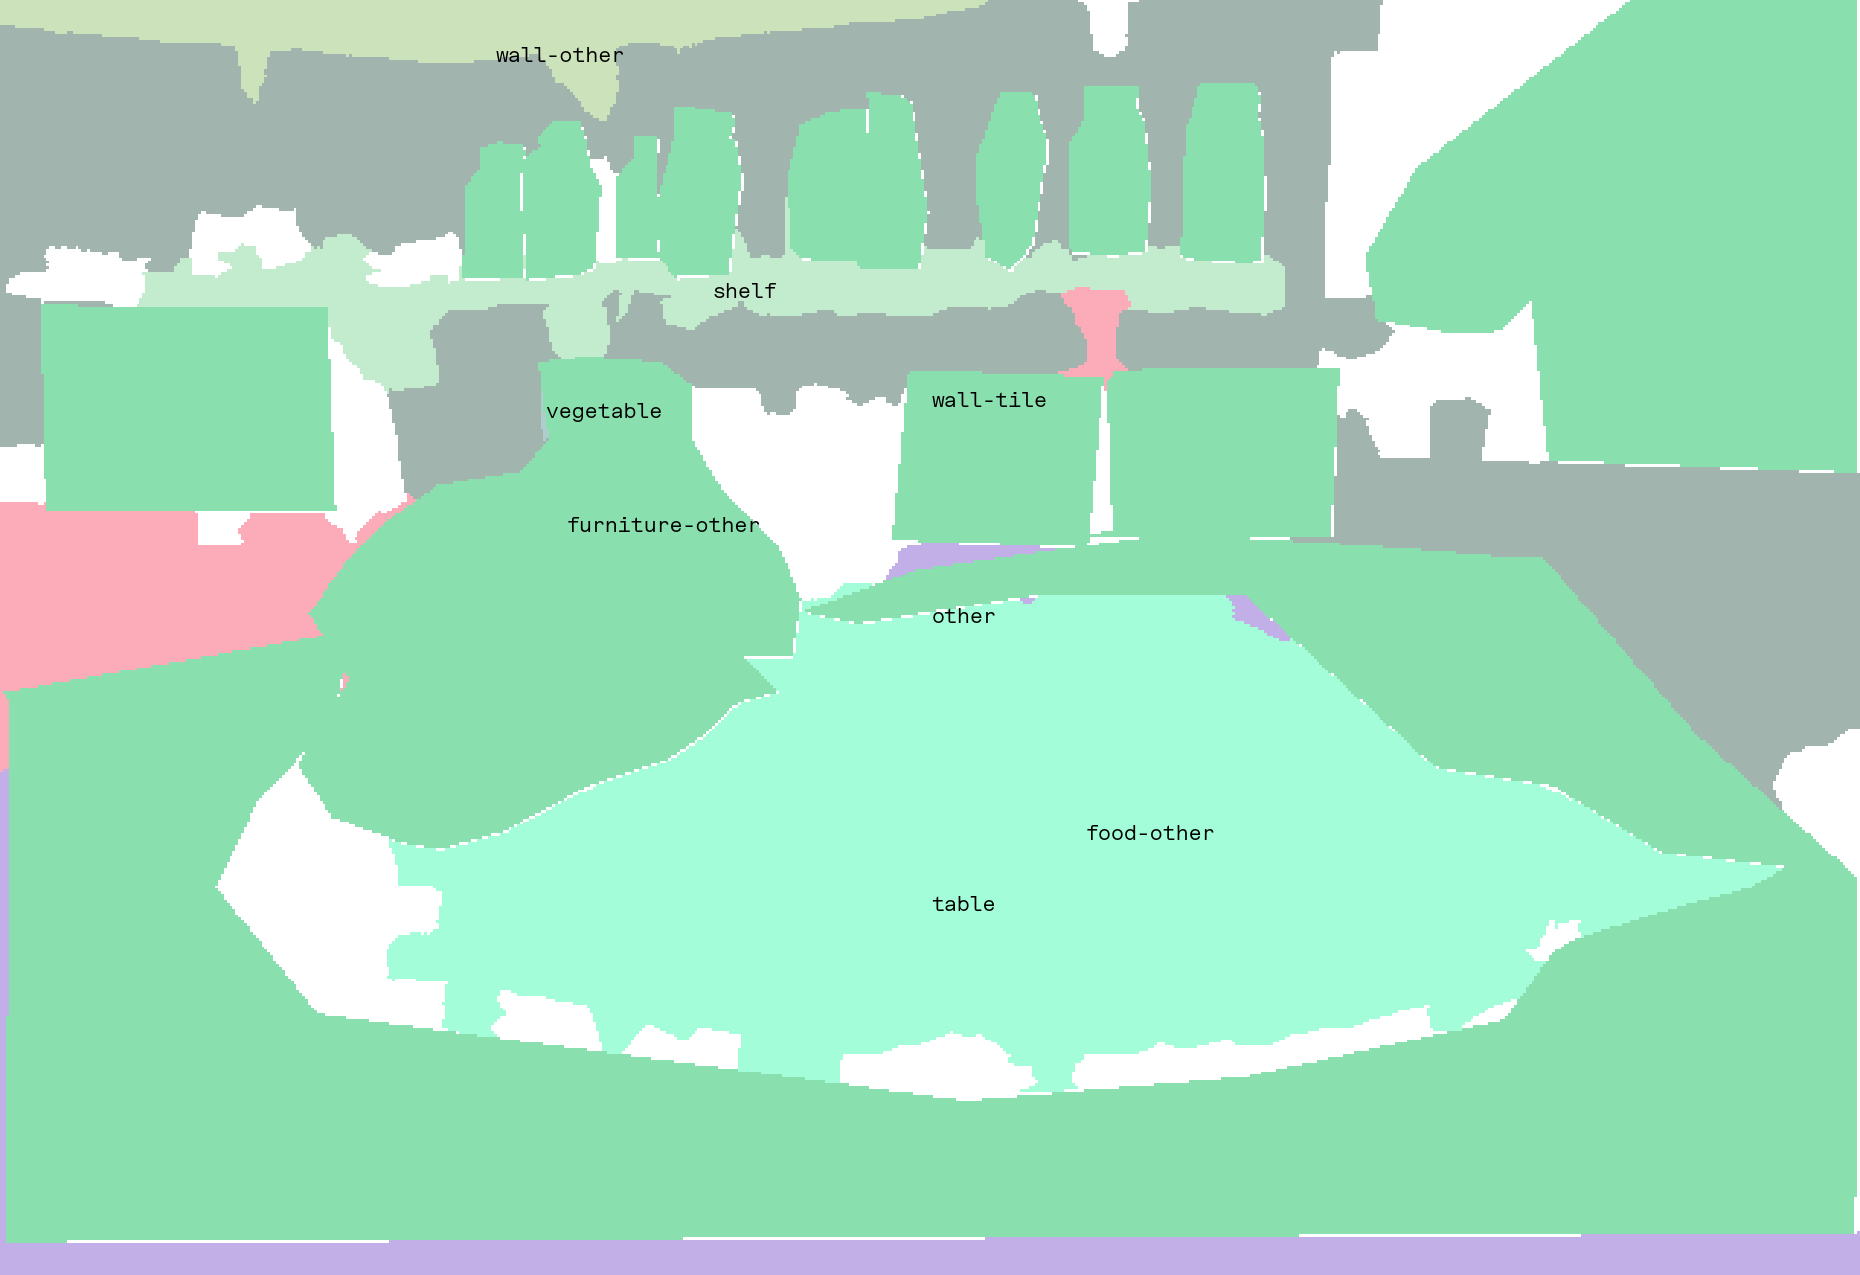 wall-other
shelf
wall-tile
vegetable
furniture-other
other
food-other
table